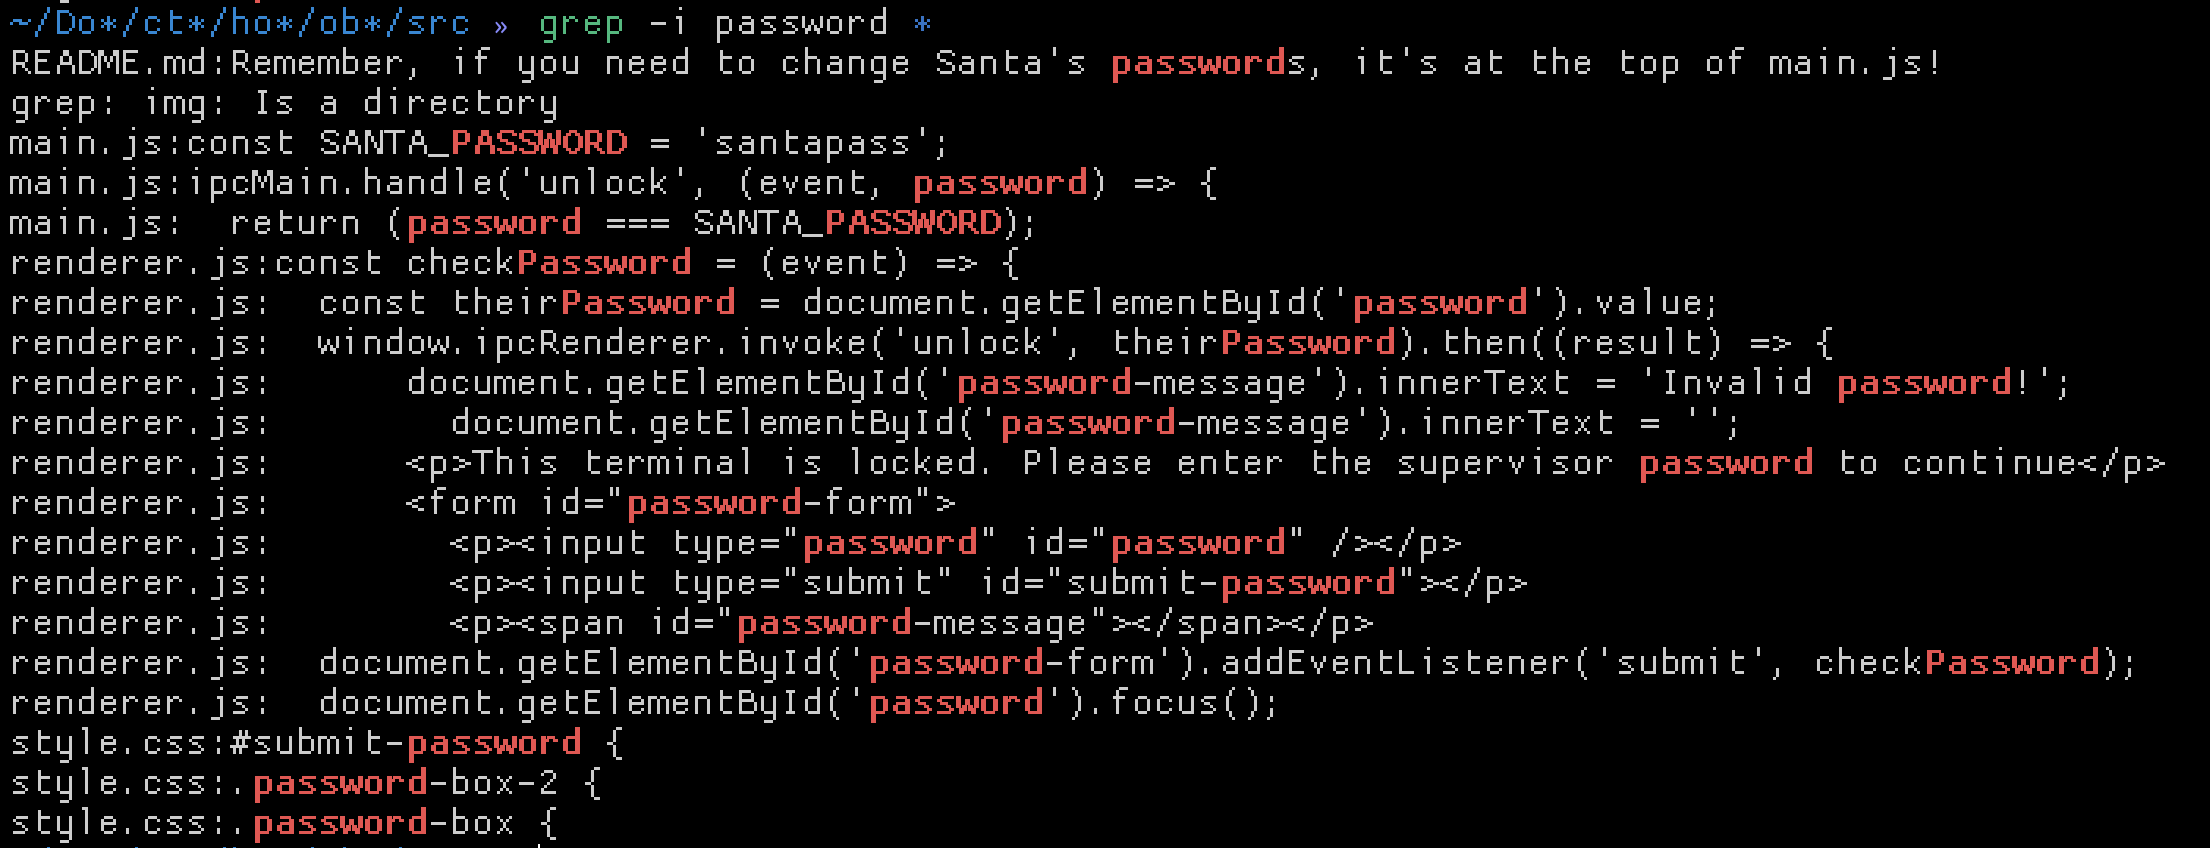 ~/Do*/ct*/ho*/ob*/src » grep -i password *
README.md:Remember, if you need to change Santa's passwords, it's at the top of main.js!
grep: img: Is a directory
main.js:const SANTA_PASSWORD = 'santapass';
main.js:ipcMain.handle('unlock', (event, password) => {
main.js:  return (password === SANTA_PASSWORD);
renderer.js:const checkPassword = (event) => {
renderer.js:  const theirPassword = document.getElementById('password').value;
renderer.js:  window.ipcRenderer.invoke('unlock', theirPassword).then((result) => {
renderer.js:      document.getElementById('password-message').innerText = 'Invalid password!';
renderer.js:        document.getElementById('password-message').innerText = '';
renderer.js:      <p>This terminal is locked. Please enter the supervisor password to continue</p>
renderer.js:      <form id="password-form">
renderer.js:        <p><input type="password" id="password" /></p>
renderer.js:        <p><input type="submit" id="submit-password"></p>
renderer.js:        <p><span id="password-message"></span></p>
renderer.js:  document.getElementById('password-form').addEventListener('submit', checkPassword);
renderer.js:  document.getElementById('password').focus();
style.css:#submit-password {
style.css:.password-box-2 {
style.css:.password-box {